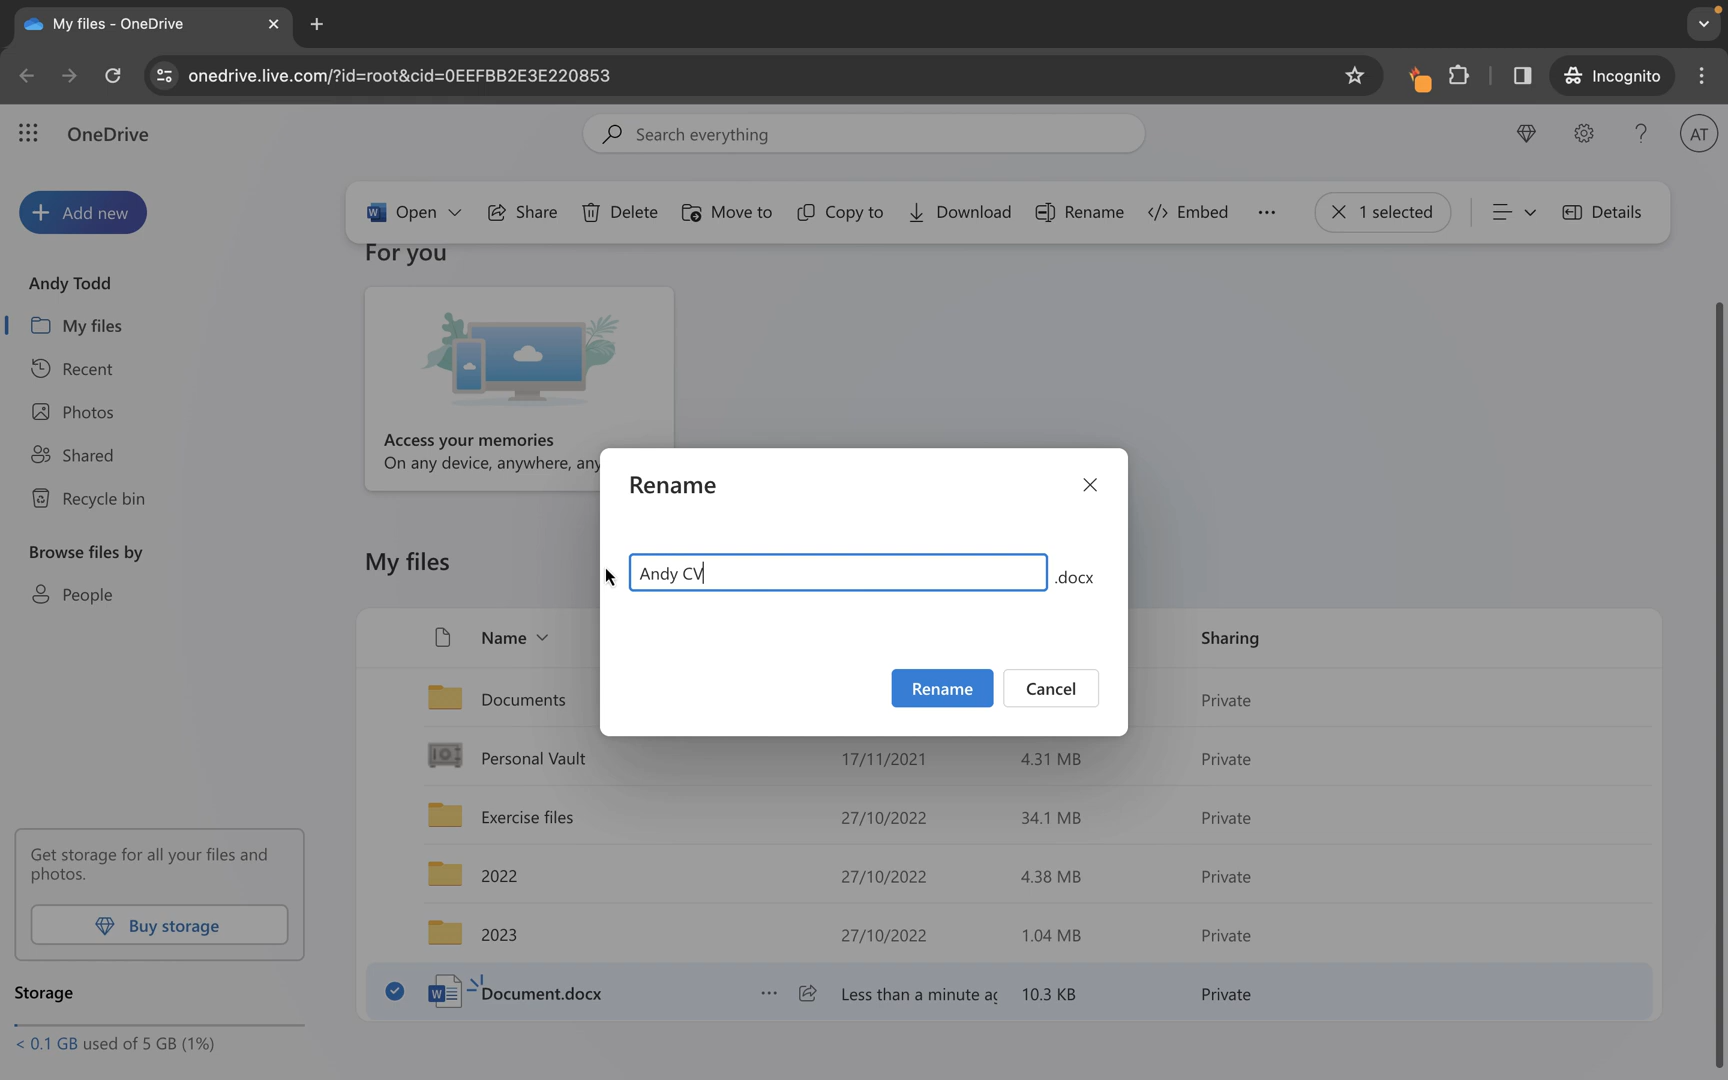 My files - OneDrive
onedrive.live.com/?id=root&cid=0EEFBB2E3E220853
Incognito
OneDrive
Search everything
AT
Add new
Open
Share
Delete
Move to
Copy to
Download
Rename
Embed
1 selected
Details
For you
Andy Todd
My files
Recent
Photos
Shared
Recycle bin
Browse files by
People
Access your memories
On any device, anywhere, any
Rename
Andy CV
.docx
Rename
Cancel
My files
Name
Sharing
Documents
Private
Personal Vault
17/11/2021
4.31 MB
Private
Exercise files
27/10/2022
34.1 MB
Private
2022
27/10/2022
4.38 MB
Private
2023
27/10/2022
1.04 MB
Private
W
Document.docx
Less than a minute ag
10.3 KB
Private
Get storage for all your files and
photos.
Buy storage
Storage
< 0.1 GB used of 5 GB (1%)